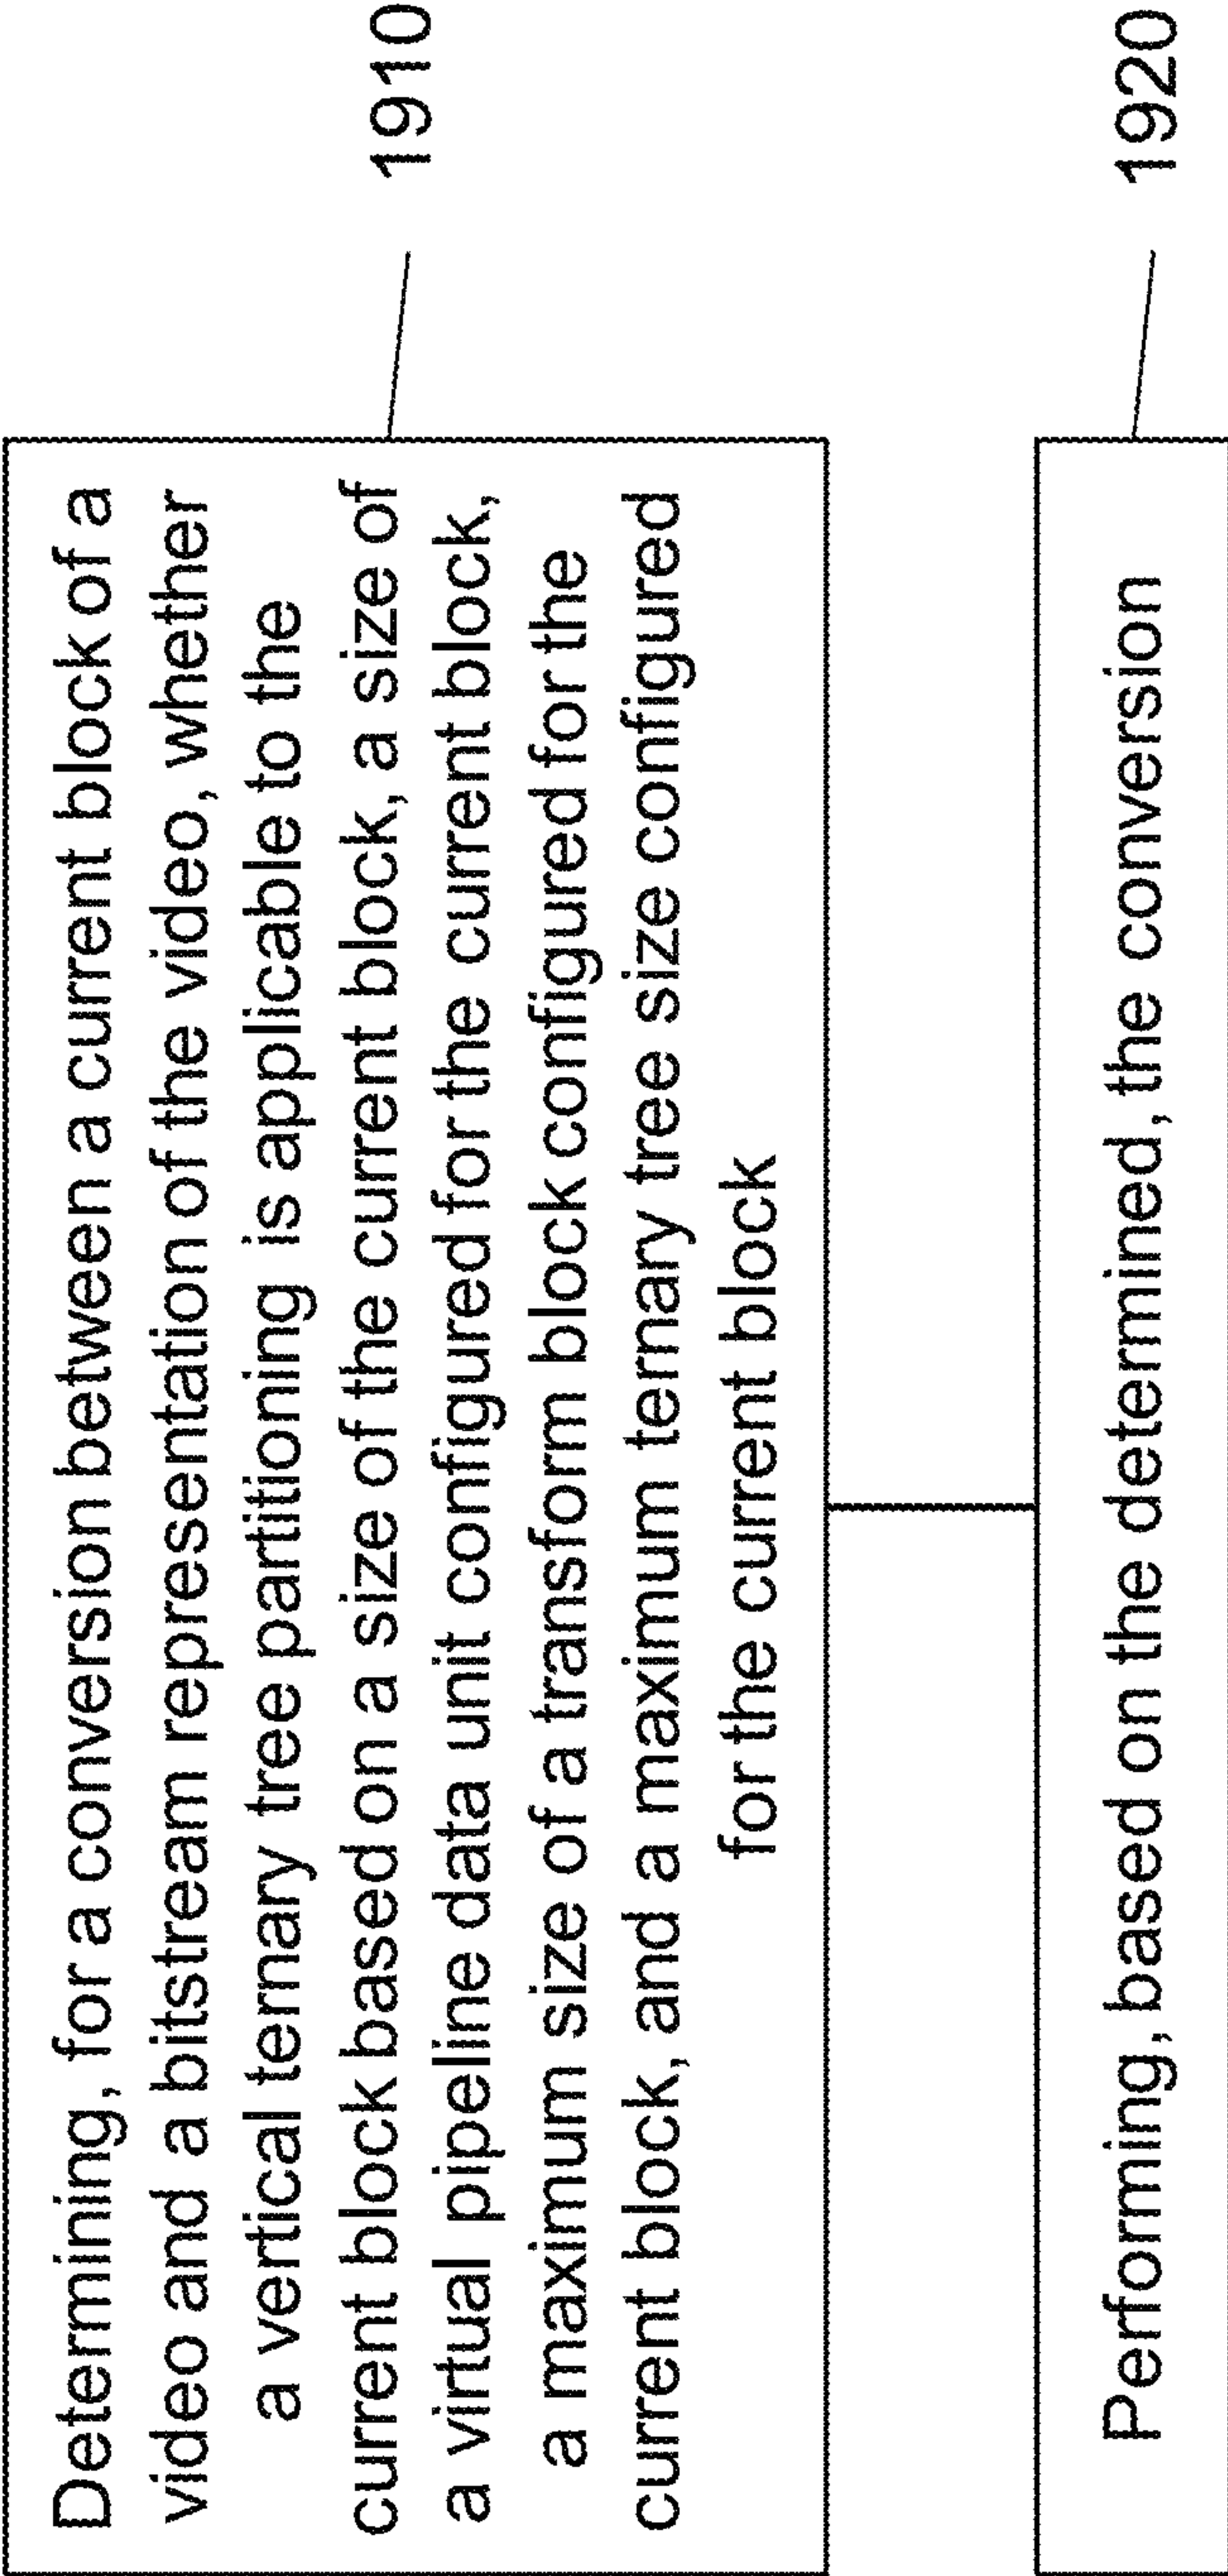 Determining, for a conversion between a current block of a
video and a bitstream representation of the video, whether
a vertical ternary tree partitioning is applicable to the
current block based on a size of the current block, a size of
a virtual pipeline data unit configured for the current block,
a maximum size of a transform block configured for the
current block, and a maximum ternary tree size configured
for the current block
1910
Performing, based on the determined, the conversion
1920